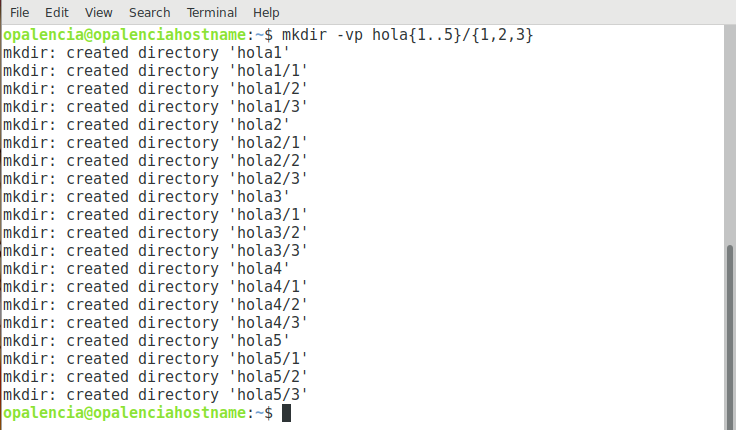 File Edit View Search Terminal Help
opalencia@opalenciahostname:~$ mkdir -vp hola{1..5}/{1,2,3}
mkdir: created directory 'hola1'
mkdir: created directory 'hola1/1'
mkdir: created directory 'hola1/2'
mkdir: created directory 'hola1/3'
mkdir: created directory 'hola2'
mkdir: created directory 'hola2/1'
mkdir: created directory 'hola2/2'
mkdir: created directory 'hola2/3'
mkdir: created directory 'hola3'
mkdir: created directory 'hola3/1'
mkdir: created directory 'hola3/2'
mkdir: created directory 'hola3/3'
mkdir: created directory 'hola4'
mkdir: created directory 'hola4/1'
mkdir: created directory 'hola4/2'
mkdir: created directory 'hola4/3'
mkdir: created directory 'hola5'
mkdir: created directory 'hola5/1'
mkdir: created directory 'hola5/2'
mkdir: created directory 'hola5/3'
opalencia@opalenciahostname:~$